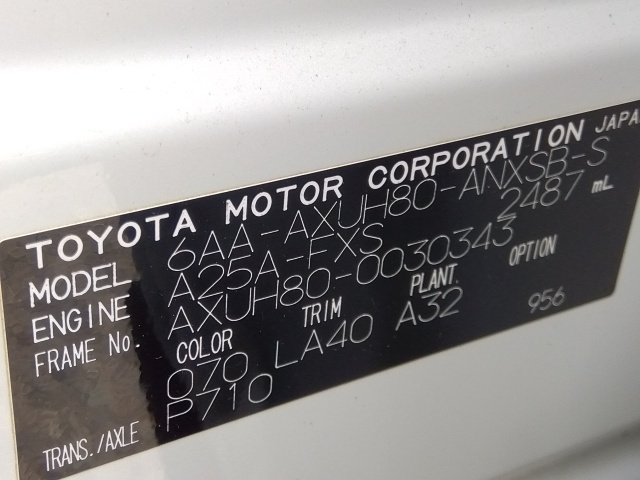 TOYOTA MOTOR CORPORATION JAPA
MODEL 6AA-AXUH80-ANXSB-S
ENGINE A25A-FXS 2487 mL
FRAME No. AXUH80-0030343
COLOR TRIM PLANT OPTION
070 LA40 A32 956
TRANS./AXLE P710